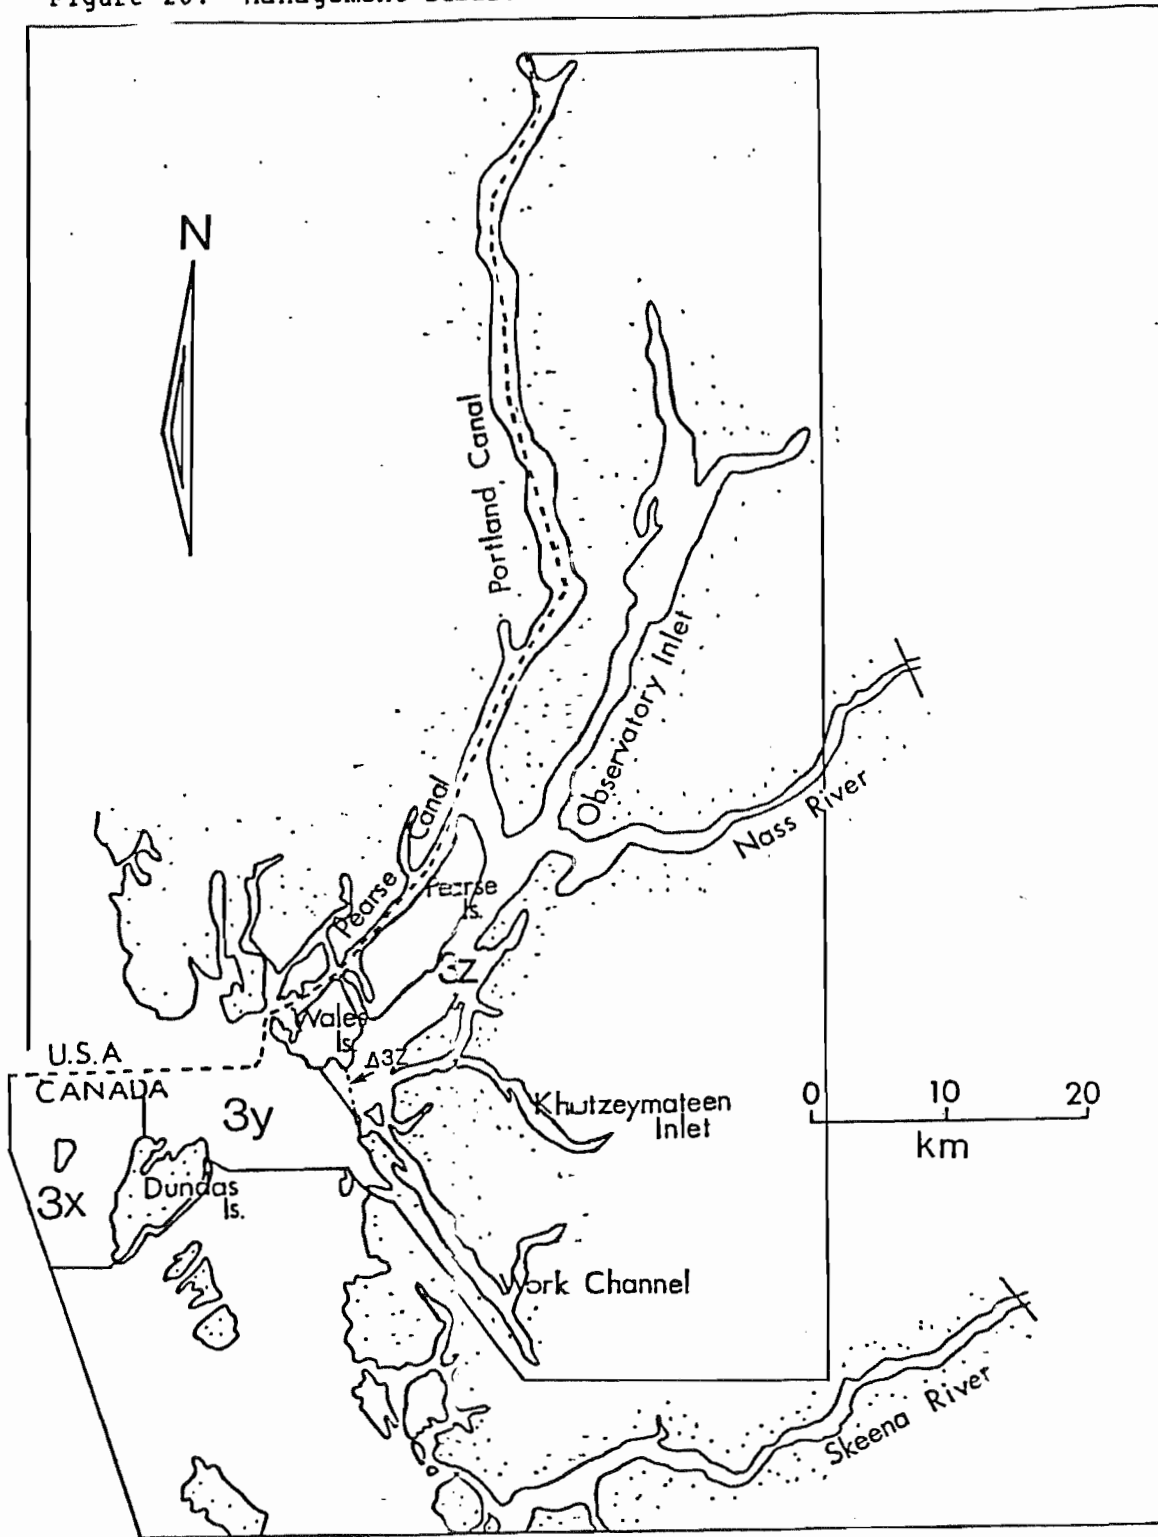 N
Portland Canal
Observatory Inlet
Nass River
Canal
Pearse
Pearse
Is.
3z
Wales
Is.
Δ3Z
U.S.A
CANADA
3y
Khutzeymateen
Inlet
0 10 20
km
3x
Dundas
Is.
Work Channel
Skeena River